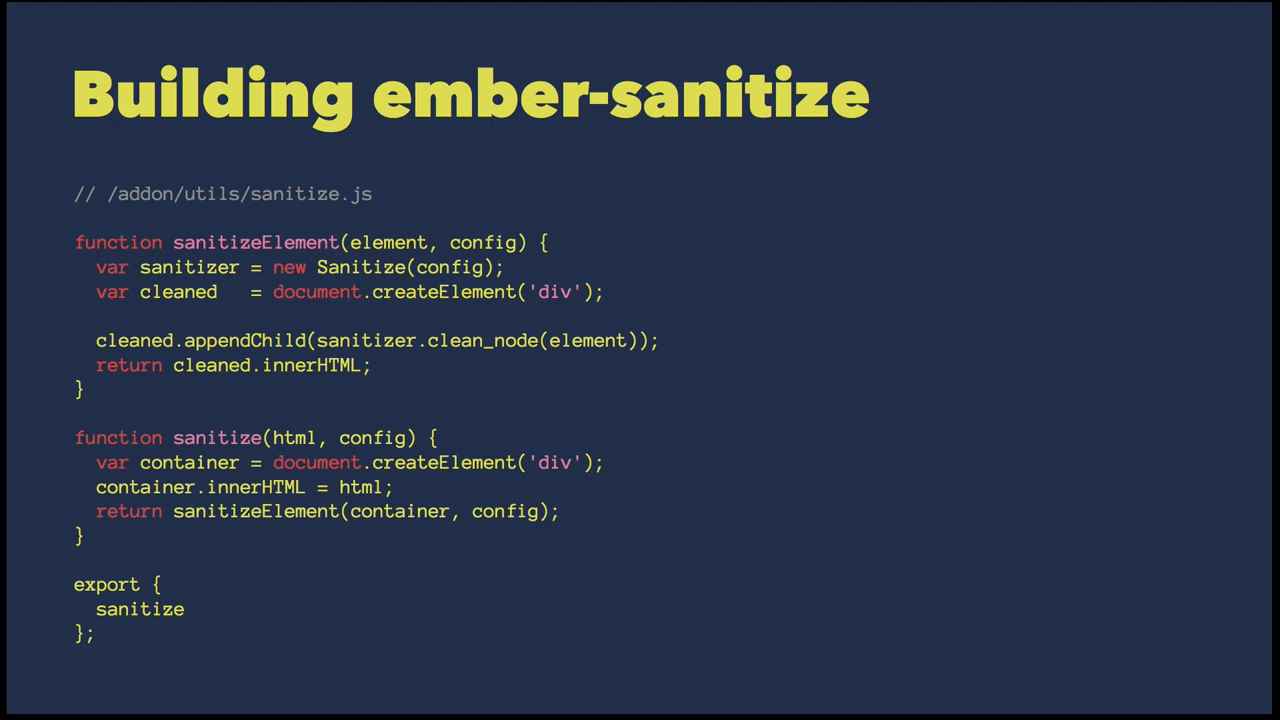 Building ember-sanitize
// /addon/utils/sanitize.js
function sanitizeElement(element, config) {
  var sanitizer = new Sanitize(config);
  var cleaned   = document.createElement('div');
  cleaned.appendChild(sanitizer.clean_node(element));
  return cleaned.innerHTML;
}
function sanitize(html, config) {
  var container = document.createElement('div');
  container.innerHTML = html;
  return sanitizeElement(container, config);
}
export {
  sanitize
};